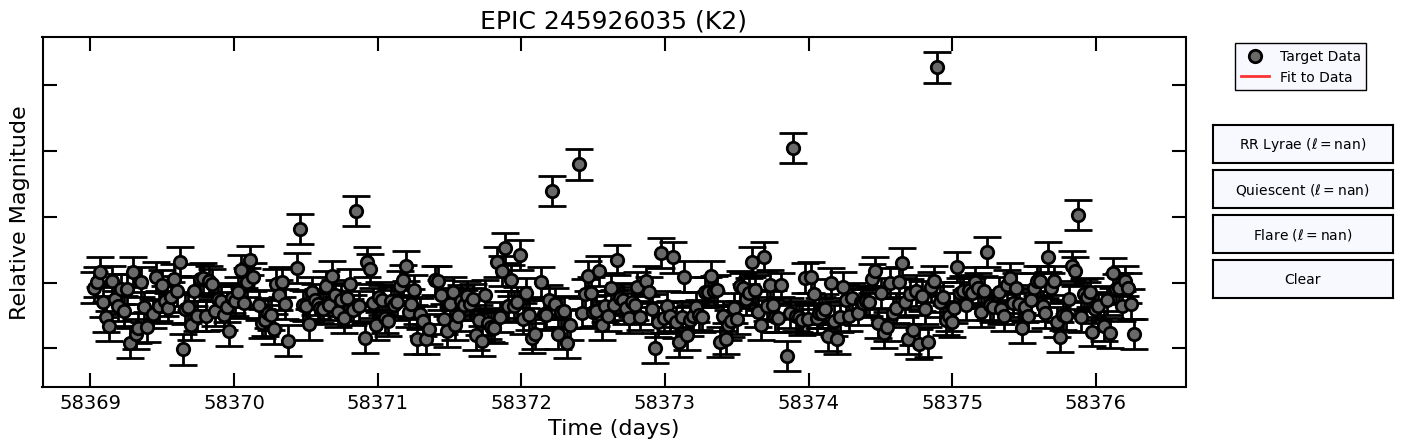 EPIC 245926035 (K2)
Relative Magnitude
58369 58370 58371 58372 58373 58374 58375 58376
Time (days)
Target Data
Fit to Data
RR Lyrae (ℓ = nan)
Quiescent (ℓ = nan)
Flare (ℓ = nan)
Clear